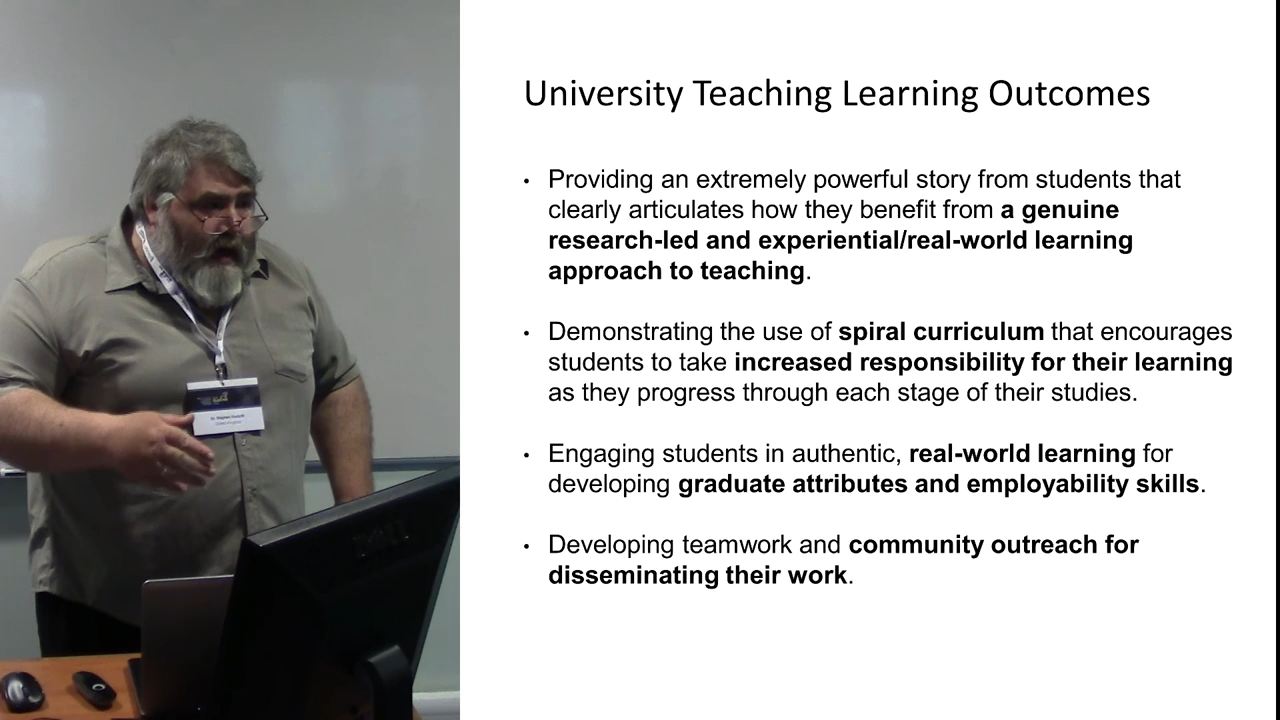 University Teaching Learning Outcomes
• Providing an extremely powerful story from students that
clearly articulates how they benefit from a genuine
research-led and experiential/real-world learning
approach to teaching.
• Demonstrating the use of spiral curriculum that encourages
students to take increased responsibility for their learning
as they progress through each stage of their studies.
• Engaging students in authentic, real-world learning for
developing graduate attributes and employability skills.
• Developing teamwork and community outreach for
disseminating their work.